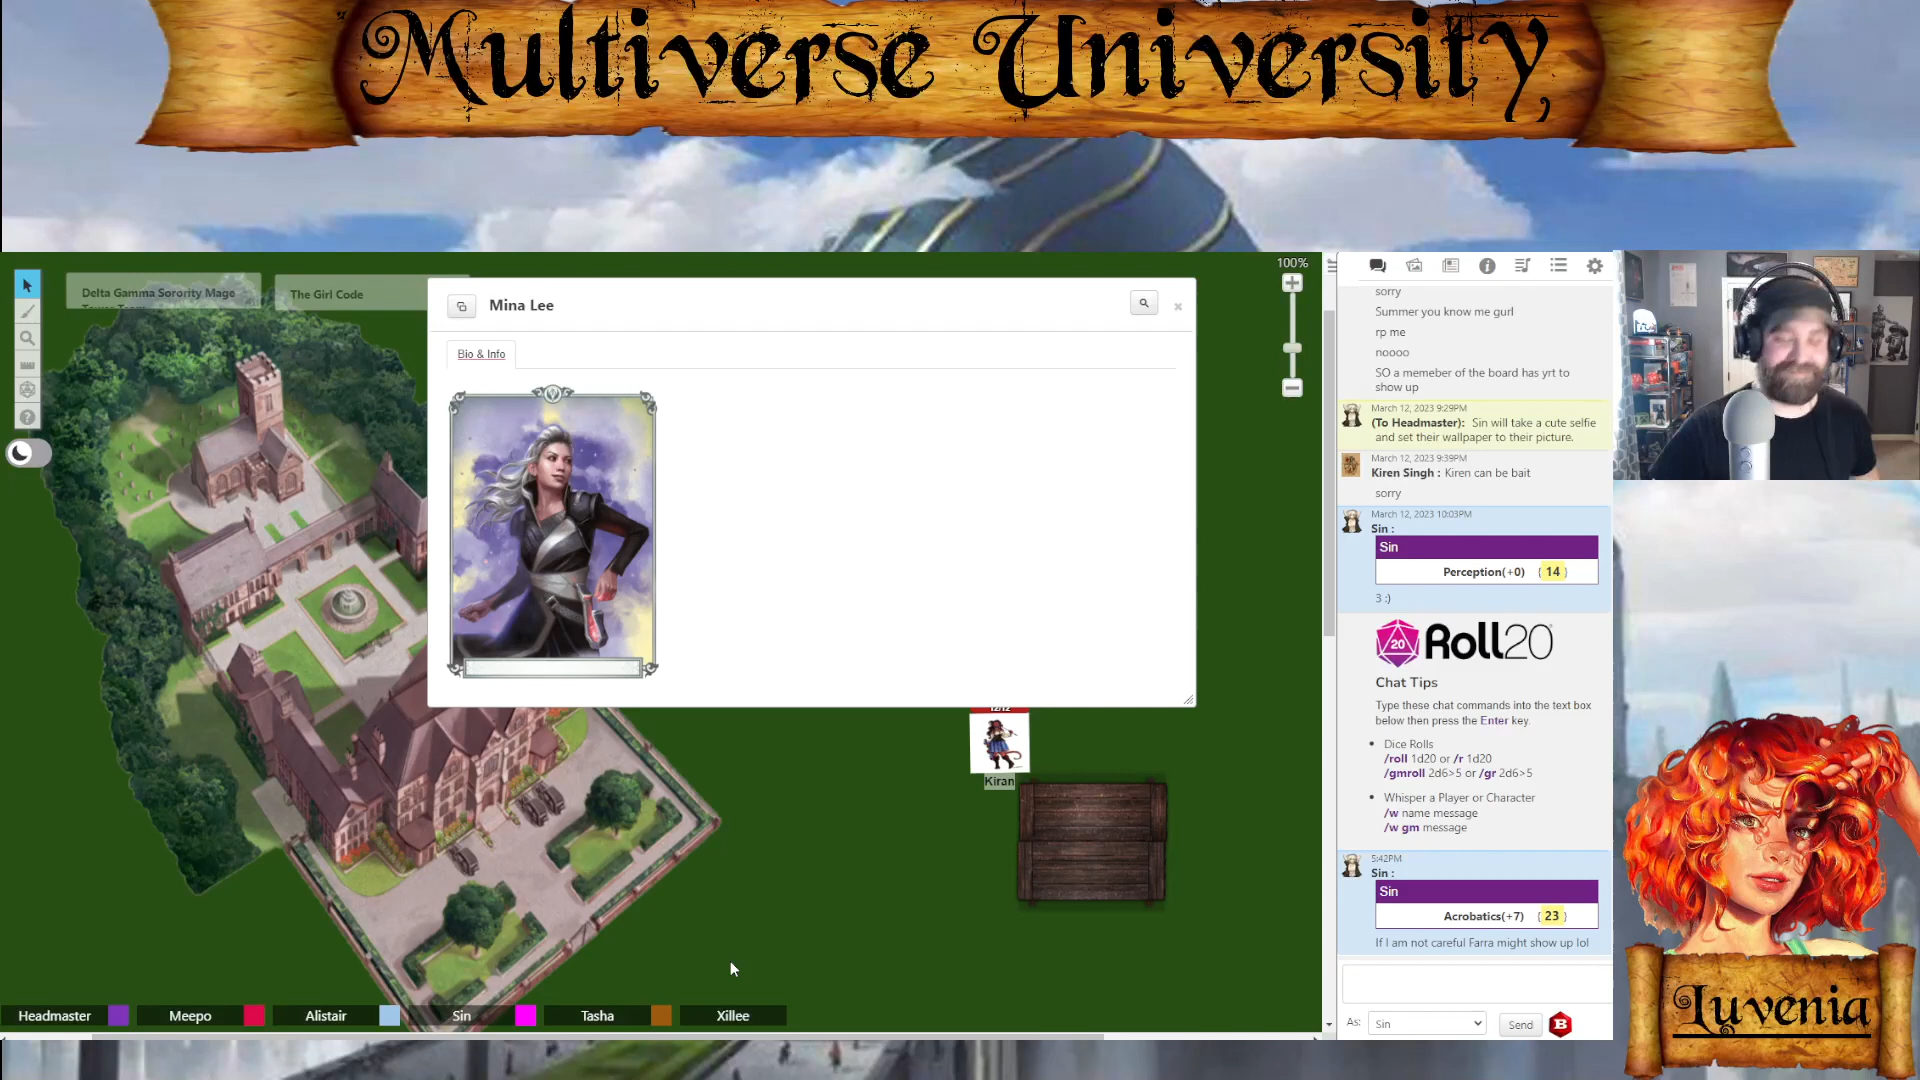 Multiverse University
100%
Delta Gamma Sorority Mage
Tower Team
The Girl Code
Mina Lee
Bio & Info
12/12
Kiran
Headmaster
Meepo
Alistair
Sin
Tasha
Xillee
sorry
Summer you know me gurl
rp me
noooo
SO a memeber of the board has yrt to
show up
March 12, 2023 9:29PM
(To Headmaster): Sin will take a cute selfie
and set their wallpaper to their picture.
March 12, 2023 9:39PM
Kiren Singh : Kiren can be bait
sorry
March 12, 2023 10:03PM
Sin :
Sin
Perception(+0) ( 14 )
3 :)
20 Roll20
Chat Tips
Type these chat commands into the text box
below then press the Enter key.
• Dice Rolls
/roll 1d20 or /r 1d20
/gmroll 2d6>5 or /gr 2d6>5
• Whisper a Player or Character
/w name message
/w gm message
5:42PM
Sin :
Sin
Acrobatics(+7) ( 23 )
If I am not careful Farra might show up lol
As:
Sin
Send
B
Luvenia